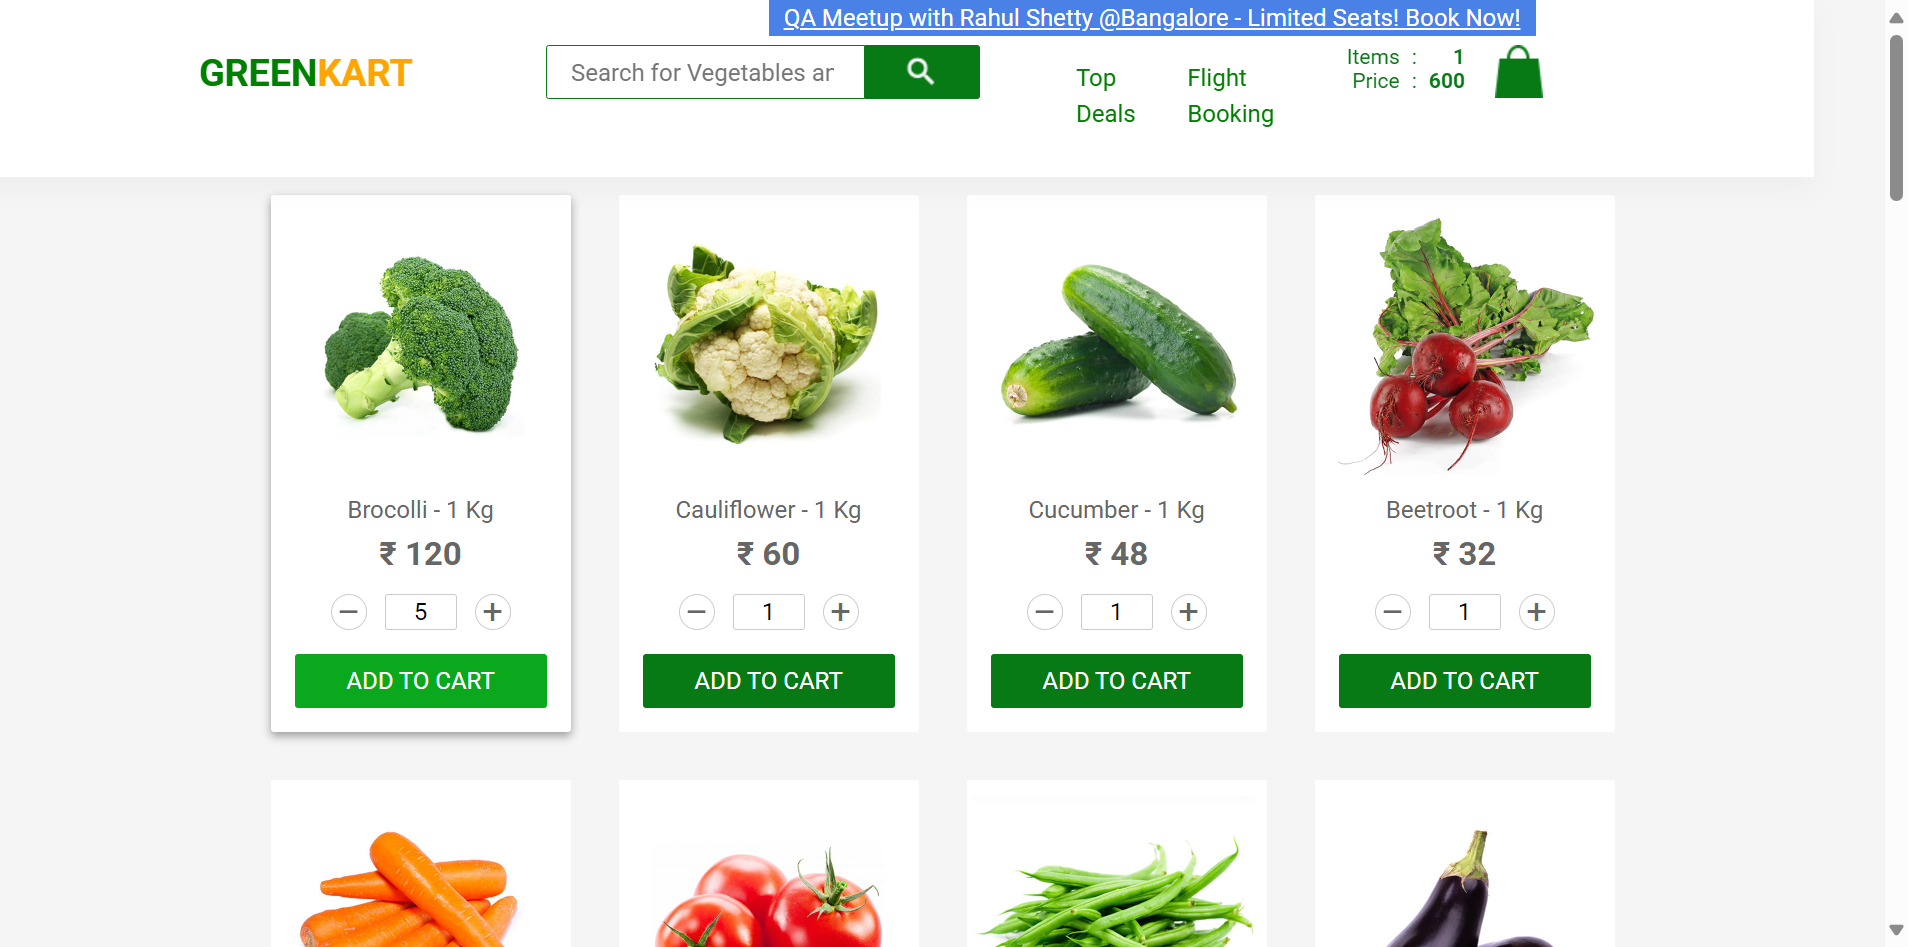 QA Meetup with Rahul Shetty @Bangalore - Limited Seats! Book Now!
GREENKART
Search for Vegetables ar
Top
Deals
Flight
Booking
Items : 1
Price : 600
Brocolli - 1 Kg
₹ 120
− 5 +
ADD TO CART
Cauliflower - 1 Kg
₹ 60
− 1 +
ADD TO CART
Cucumber - 1 Kg
₹ 48
− 1 +
ADD TO CART
Beetroot - 1 Kg
₹ 32
− 1 +
ADD TO CART